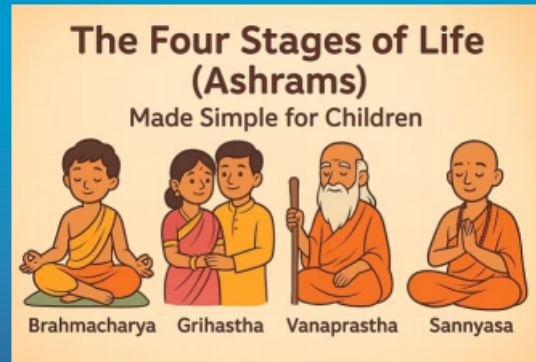 The Four Stages of Life
(Ashrams)
Made Simple for Children
Brahmacharya Grihastha Vanaprastha Sannyasa